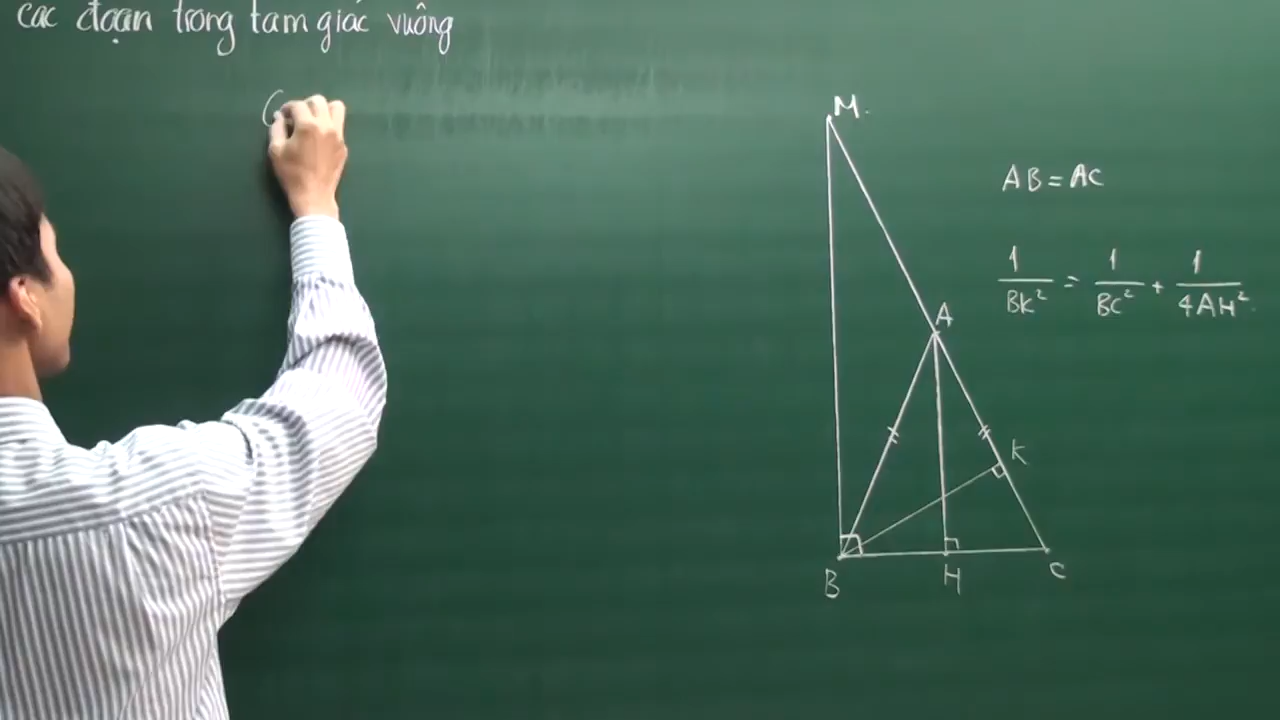 các đoạn trong tam giác vuông
G
M.
AB = AC
1/BK² = 1/BC² + 1/4AH².
A
K
B
H
C